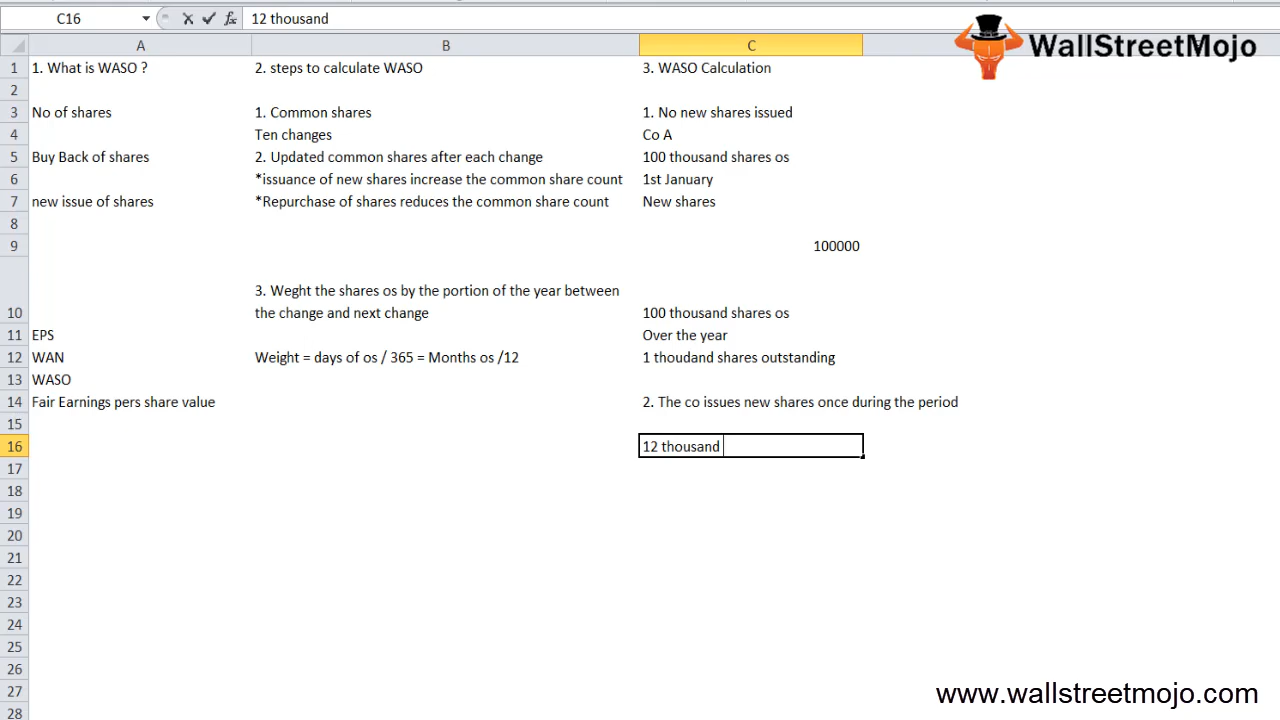 C16 fx 12 thousand
A B C
WallStreetMojo
1 1. What is WASO ? 2. steps to calculate WASO 3. WASO Calculation
2
3 No of shares 1. Common shares 1. No new shares issued
4 Ten changes Co A
5 Buy Back of shares 2. Updated common shares after each change 100 thousand shares os
6 *issuance of new shares increase the common share count 1st January
7 new issue of shares *Repurchase of shares reduces the common share count New shares
8
9 100000
3. Weght the shares os by the portion of the year between
10 the change and next change 100 thousand shares os
11 EPS Over the year
12 WAN Weight = days of os / 365 = Months os /12 1 thoudand shares outstanding
13 WASO
14 Fair Earnings pers share value 2. The co issues new shares once during the period
15
16 12 thousand
17
18
19
20
21
22
23
24
25
26
27
28
www.wallstreetmojo.com